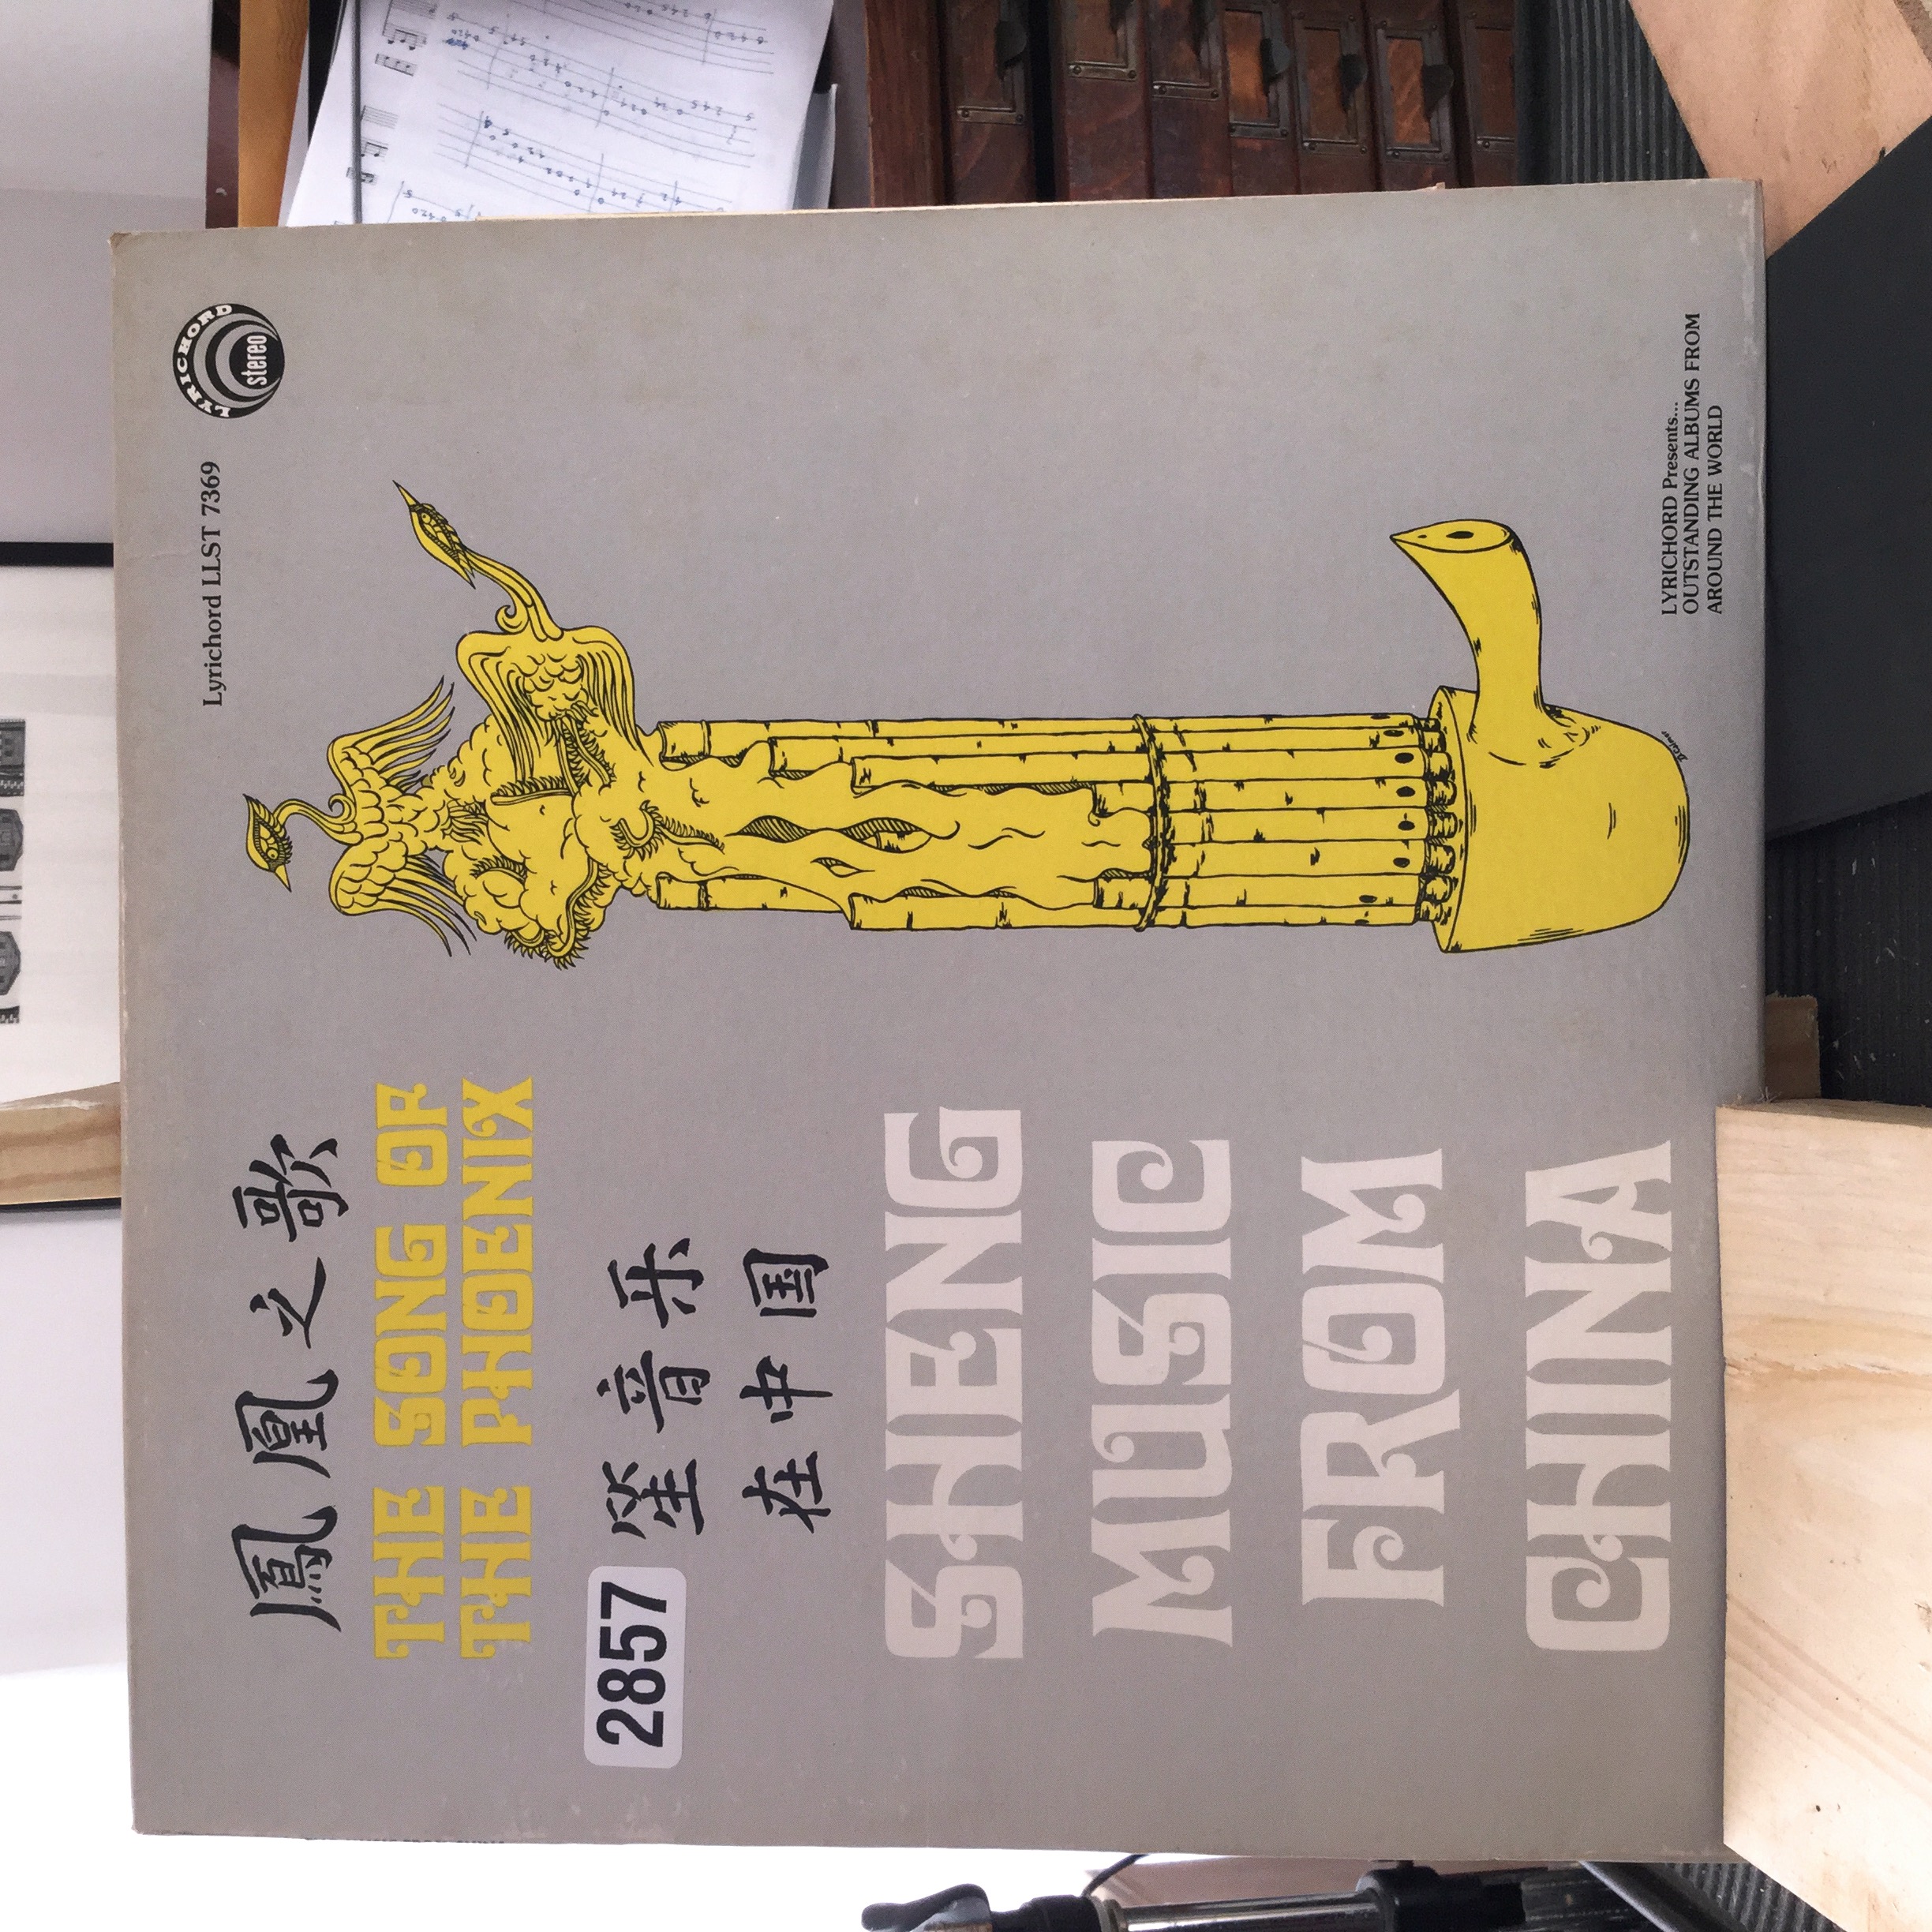 鳳凰之歌
THE SONG OF
THE PHOENIX
2857
笙音乐
在中国
SHENG
MUSIC
FROM
CHINA
Lyrichord LLST 7369
LYRICHORD
stereo
LYRICHORD Presents...
OUTSTANDING ALBUMS FROM
AROUND THE WORLD